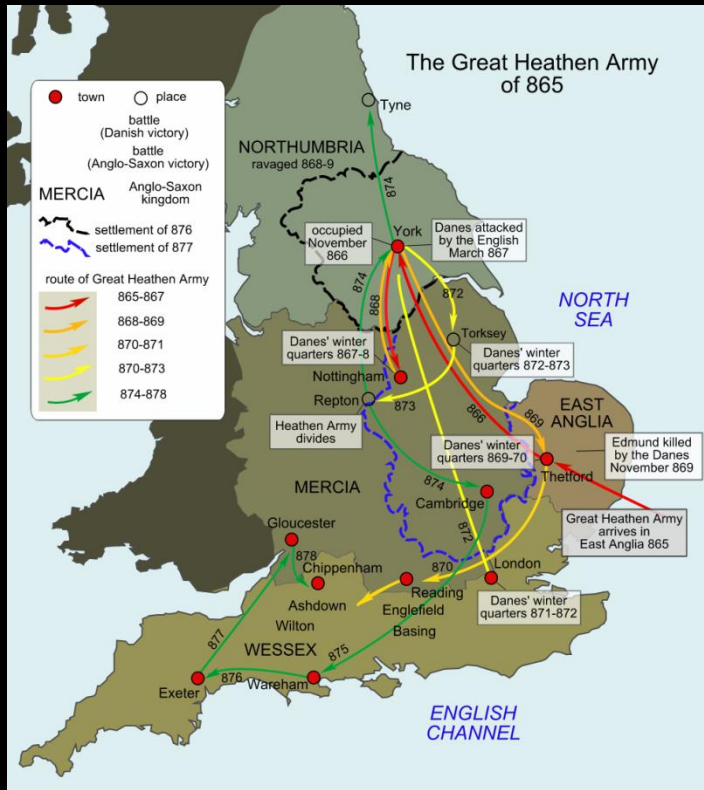 The Great Heathen Army
of 865
town
place
battle
(Danish victory)
battle
(Anglo-Saxon victory)
MERCIA
Anglo-Saxon
kingdom
settlement of 876
settlement of 877
route of Great Heathen Army
865-867
868-869
870-871
870-873
874-878
Tyne
NORTHUMBRIA
ravaged 868-9
874
occupied
November
866
York
Danes attacked
by the English
March 867
874
868
872
NORTH
SEA
Torksey
Danes' winter
quarters 867-8
Danes' winter
quarters 872-873
Nottingham
Repton
873
866
869
EAST
ANGLIA
Heathen Army
divides
Danes' winter
quarters 869-70
Edmund killed
by the Danes
November 869
Thetford
874
MERCIA
Cambridge
872
Great Heathen Army
arrives in
East Anglia 865
Gloucester
878
Chippenham
870
London
Ashdown
Reading
Wilton
Englefield
Danes' winter
quarters 871-872
Basing
877
WESSEX
875
876
Exeter
Wareham
ENGLISH
CHANNEL